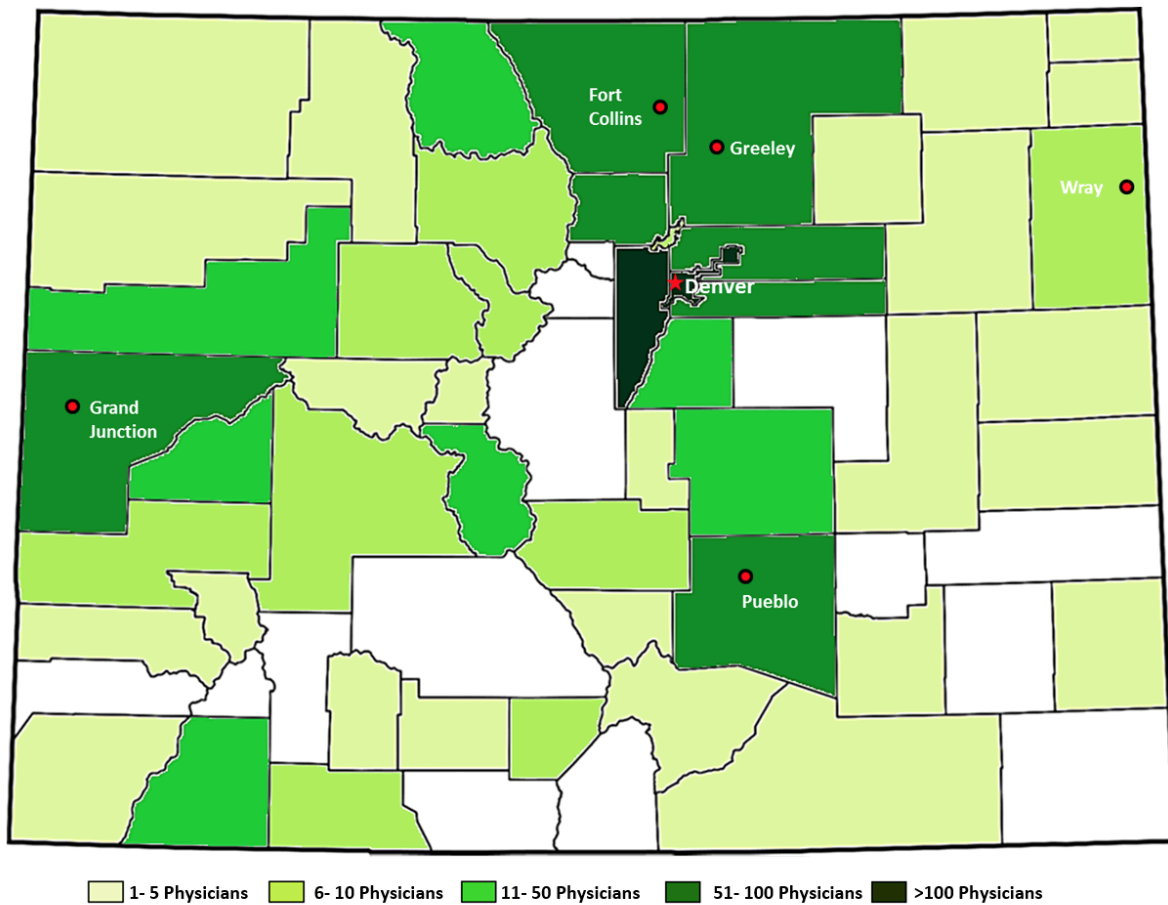 Fort
Collins
Greeley
Wray
Denver
Grand
Junction
Pueblo
1- 5 Physicians
6- 10 Physicians
11- 50 Physicians
51- 100 Physicians
>100 Physicians